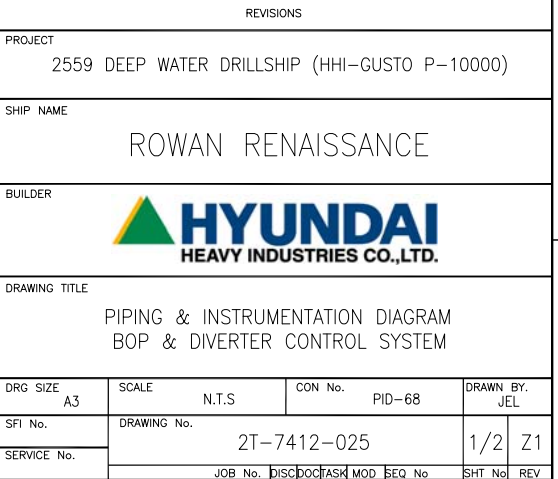 REVISIONS
PROJECT
2559 DEEP WATER DRILLSHIP (HHI-GUSTO P-10000)
SHIP NAME
ROWAN RENAISSANCE
BUILDER
HYUNDAI
HEAVY INDUSTRIES CO.,LTD.
DRAWING TITLE
PIPING & INSTRUMENTATION DIAGRAM
BOP & DIVERTER CONTROL SYSTEM
DRG SIZE SCALE CON No. DRAWN BY.
A3 N.T.S PID-68 JEL
SFI No. DRAWING No.
2T-7412-025 1/2 Z1
SERVICE No.
JOB No. DISC DOC TASK MOD SEQ No SHT No REV